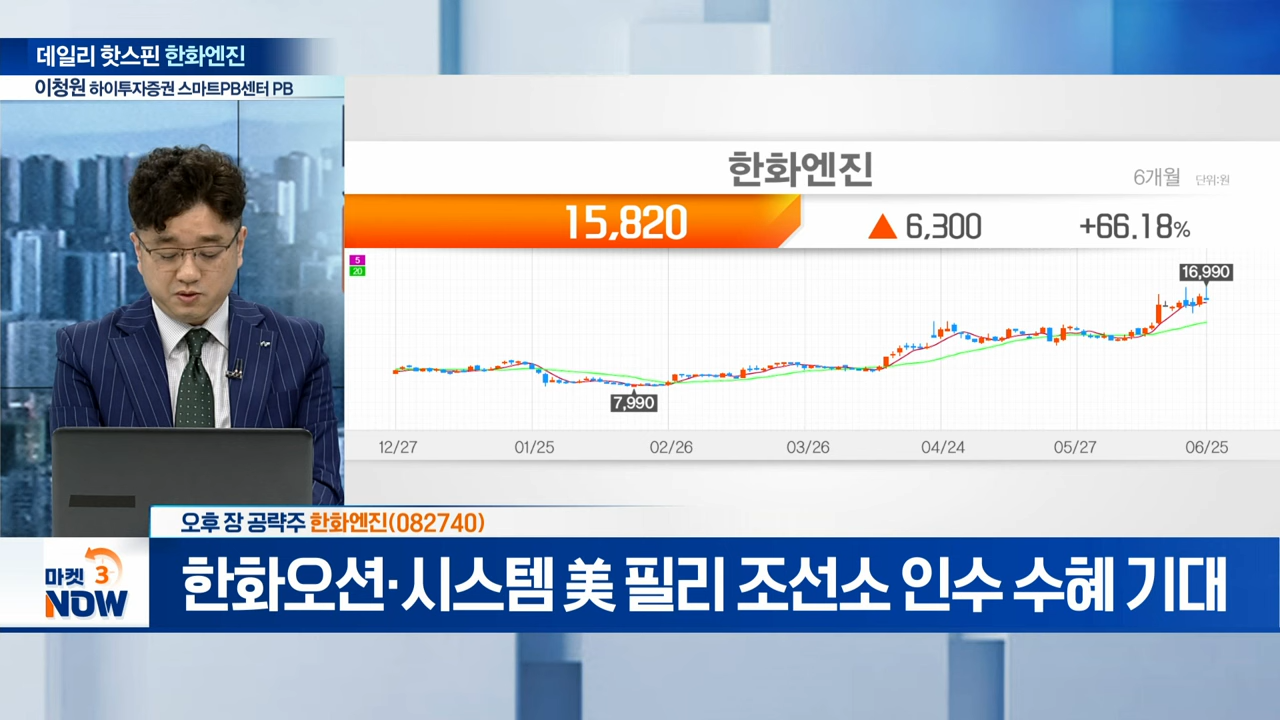 데일리 핫스핀 한화엔진
이청원 하이투자증권 스마트PB센터 PB
한화엔진
6개월 단위:원
15,820 ▲ 6,300 +66.18%
5
20
16,990
7,990
12/27 01/25 02/26 03/26 04/24 05/27 06/25
오후 장 공략주 한화엔진(082740)
마켓 3
NOW
한화오션·시스템 美 필리 조선소 인수 수혜 기대